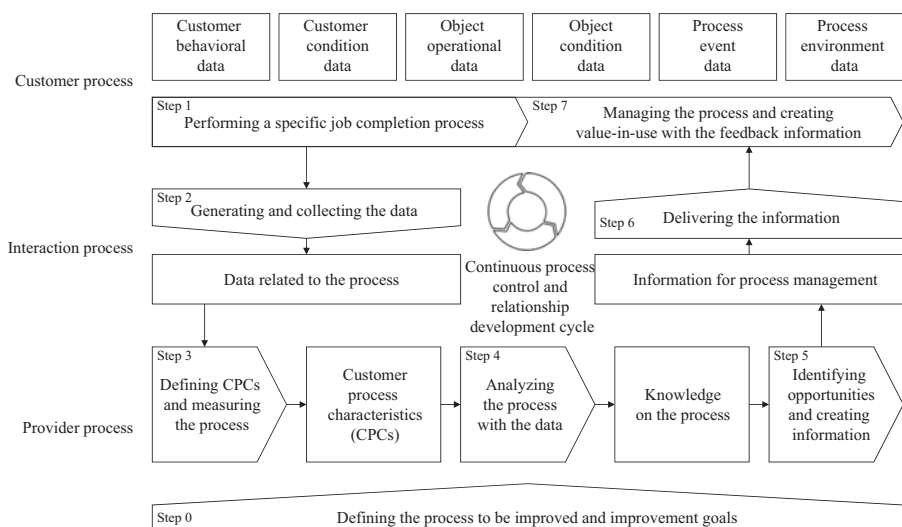 Customer
behavioral
data
Customer
condition
data
Object
operational
data
Object
condition
data
Process
event
data
Process
environment
data
Customer process
Step 1
Performing a specific job completion process
Step 7
Managing the process and creating
value-in-use with the feedback information
Step 2
Generating and collecting the data
Step 6
Delivering the information
Interaction process
Data related to the process
Continuous process
control and
relationship
development cycle
Information for process management
Provider process
Step 3
Defining CPCs
and measuring
the process
Customer
process
characteristics
(CPCs)
Step 4
Analyzing
the process
with the data
Knowledge
on the process
Step 5
Identifying
opportunities
and creating
information
Step 0
Defining the process to be improved and improvement goals